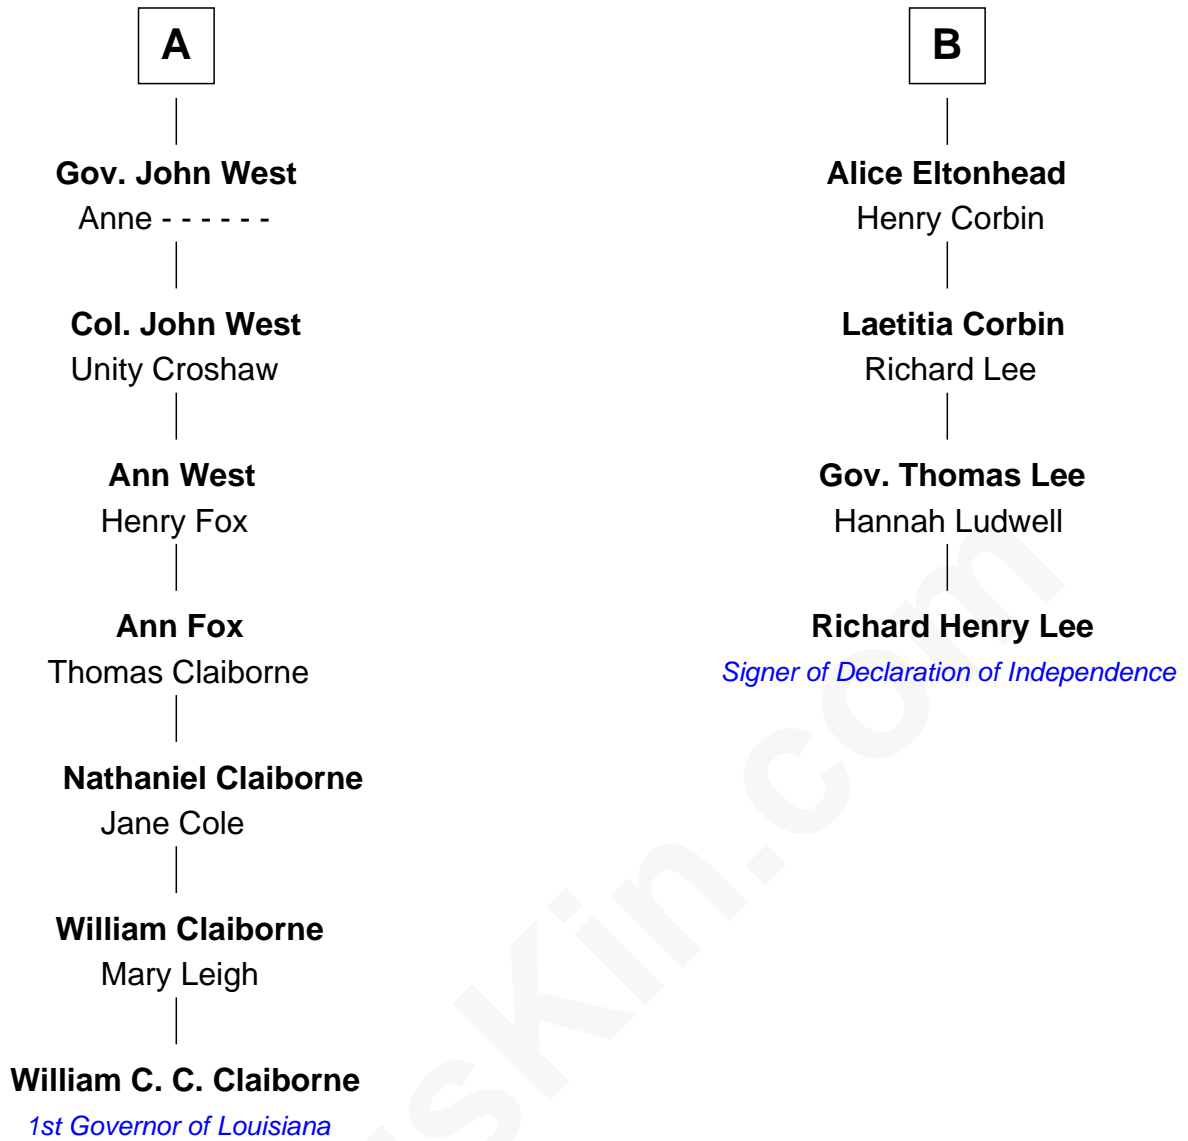 A
Gov. John West
Anne - - - - - -
Col. John West
Unity Croshaw
Ann West
Henry Fox
Ann Fox
Thomas Claiborne
Nathaniel Claiborne
Jane Cole
William Claiborne
Mary Leigh
William C. C. Claiborne
1st Governor of Louisiana
B
Alice Eltonhead
Henry Corbin
Laetitia Corbin
Richard Lee
Gov. Thomas Lee
Hannah Ludwell
Richard Henry Lee
Signer of Declaration of Independence
sKin.com